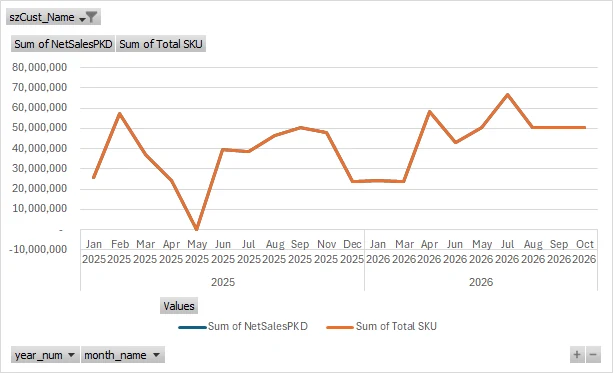 szCust_Name
Sum of NetSalesPKD Sum of Total SKU
80,000,000
70,000,000
60,000,000
50,000,000
40,000,000
30,000,000
20,000,000
10,000,000
-
-10,000,000
Jan Feb Mar Apr May Jun Jul Aug Sep Nov Dec Jan Mar Apr Jun Jul Aug Sep Oct
2025 2025 2025 2025 2025 2025 2025 2025 2025 2025 2025 2026 2026 2026 2026 2026 2026 2026 2026
2025 2026
Values
Sum of NetSalesPKD Sum of Total SKU
year_num month_name